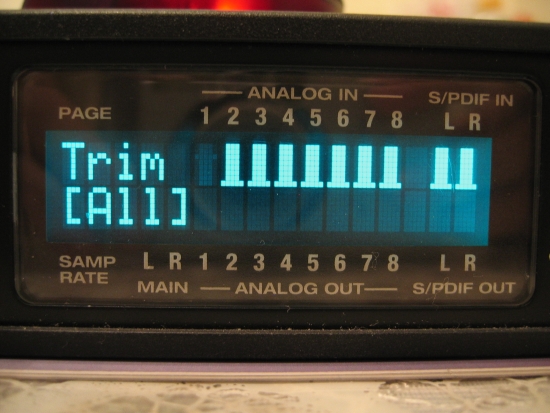 ANALOG IN
S/PDIF IN
PAGE
1 2 3 4 5 6 7 8 L R
Trim
[All]
SAMP RATE
L R 1 2 3 4 5 6 7 8 L R
MAIN ANALOG OUT S/PDIF OUT